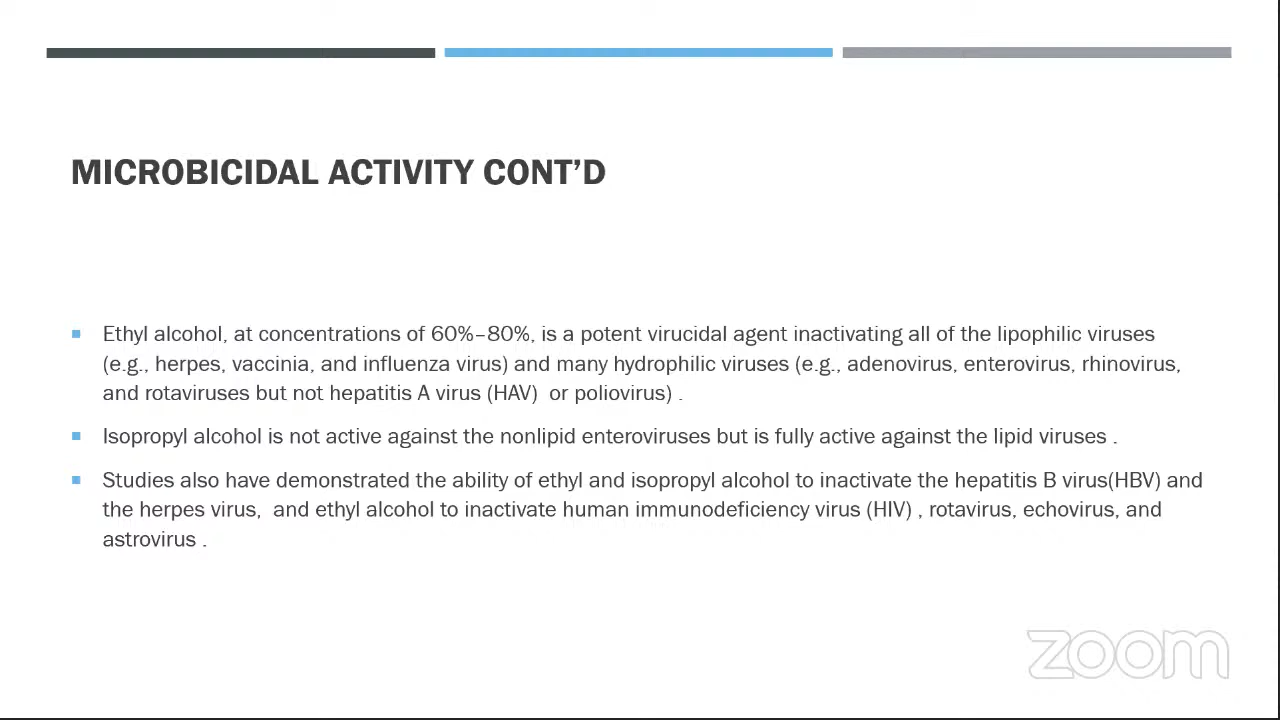 MICROBICIDAL ACTIVITY CONT’D
Ethyl alcohol, at concentrations of 60%–80%, is a potent virucidal agent inactivating all of the lipophilic viruses
(e.g., herpes, vaccinia, and influenza virus) and many hydrophilic viruses (e.g., adenovirus, enterovirus, rhinovirus,
and rotaviruses but not hepatitis A virus (HAV)  or poliovirus) .
Isopropyl alcohol is not active against the nonlipid enteroviruses but is fully active against the lipid viruses .
Studies also have demonstrated the ability of ethyl and isopropyl alcohol to inactivate the hepatitis B virus(HBV) and
the herpes virus,  and ethyl alcohol to inactivate human immunodeficiency virus (HIV) , rotavirus, echovirus, and
astrovirus .
zoom